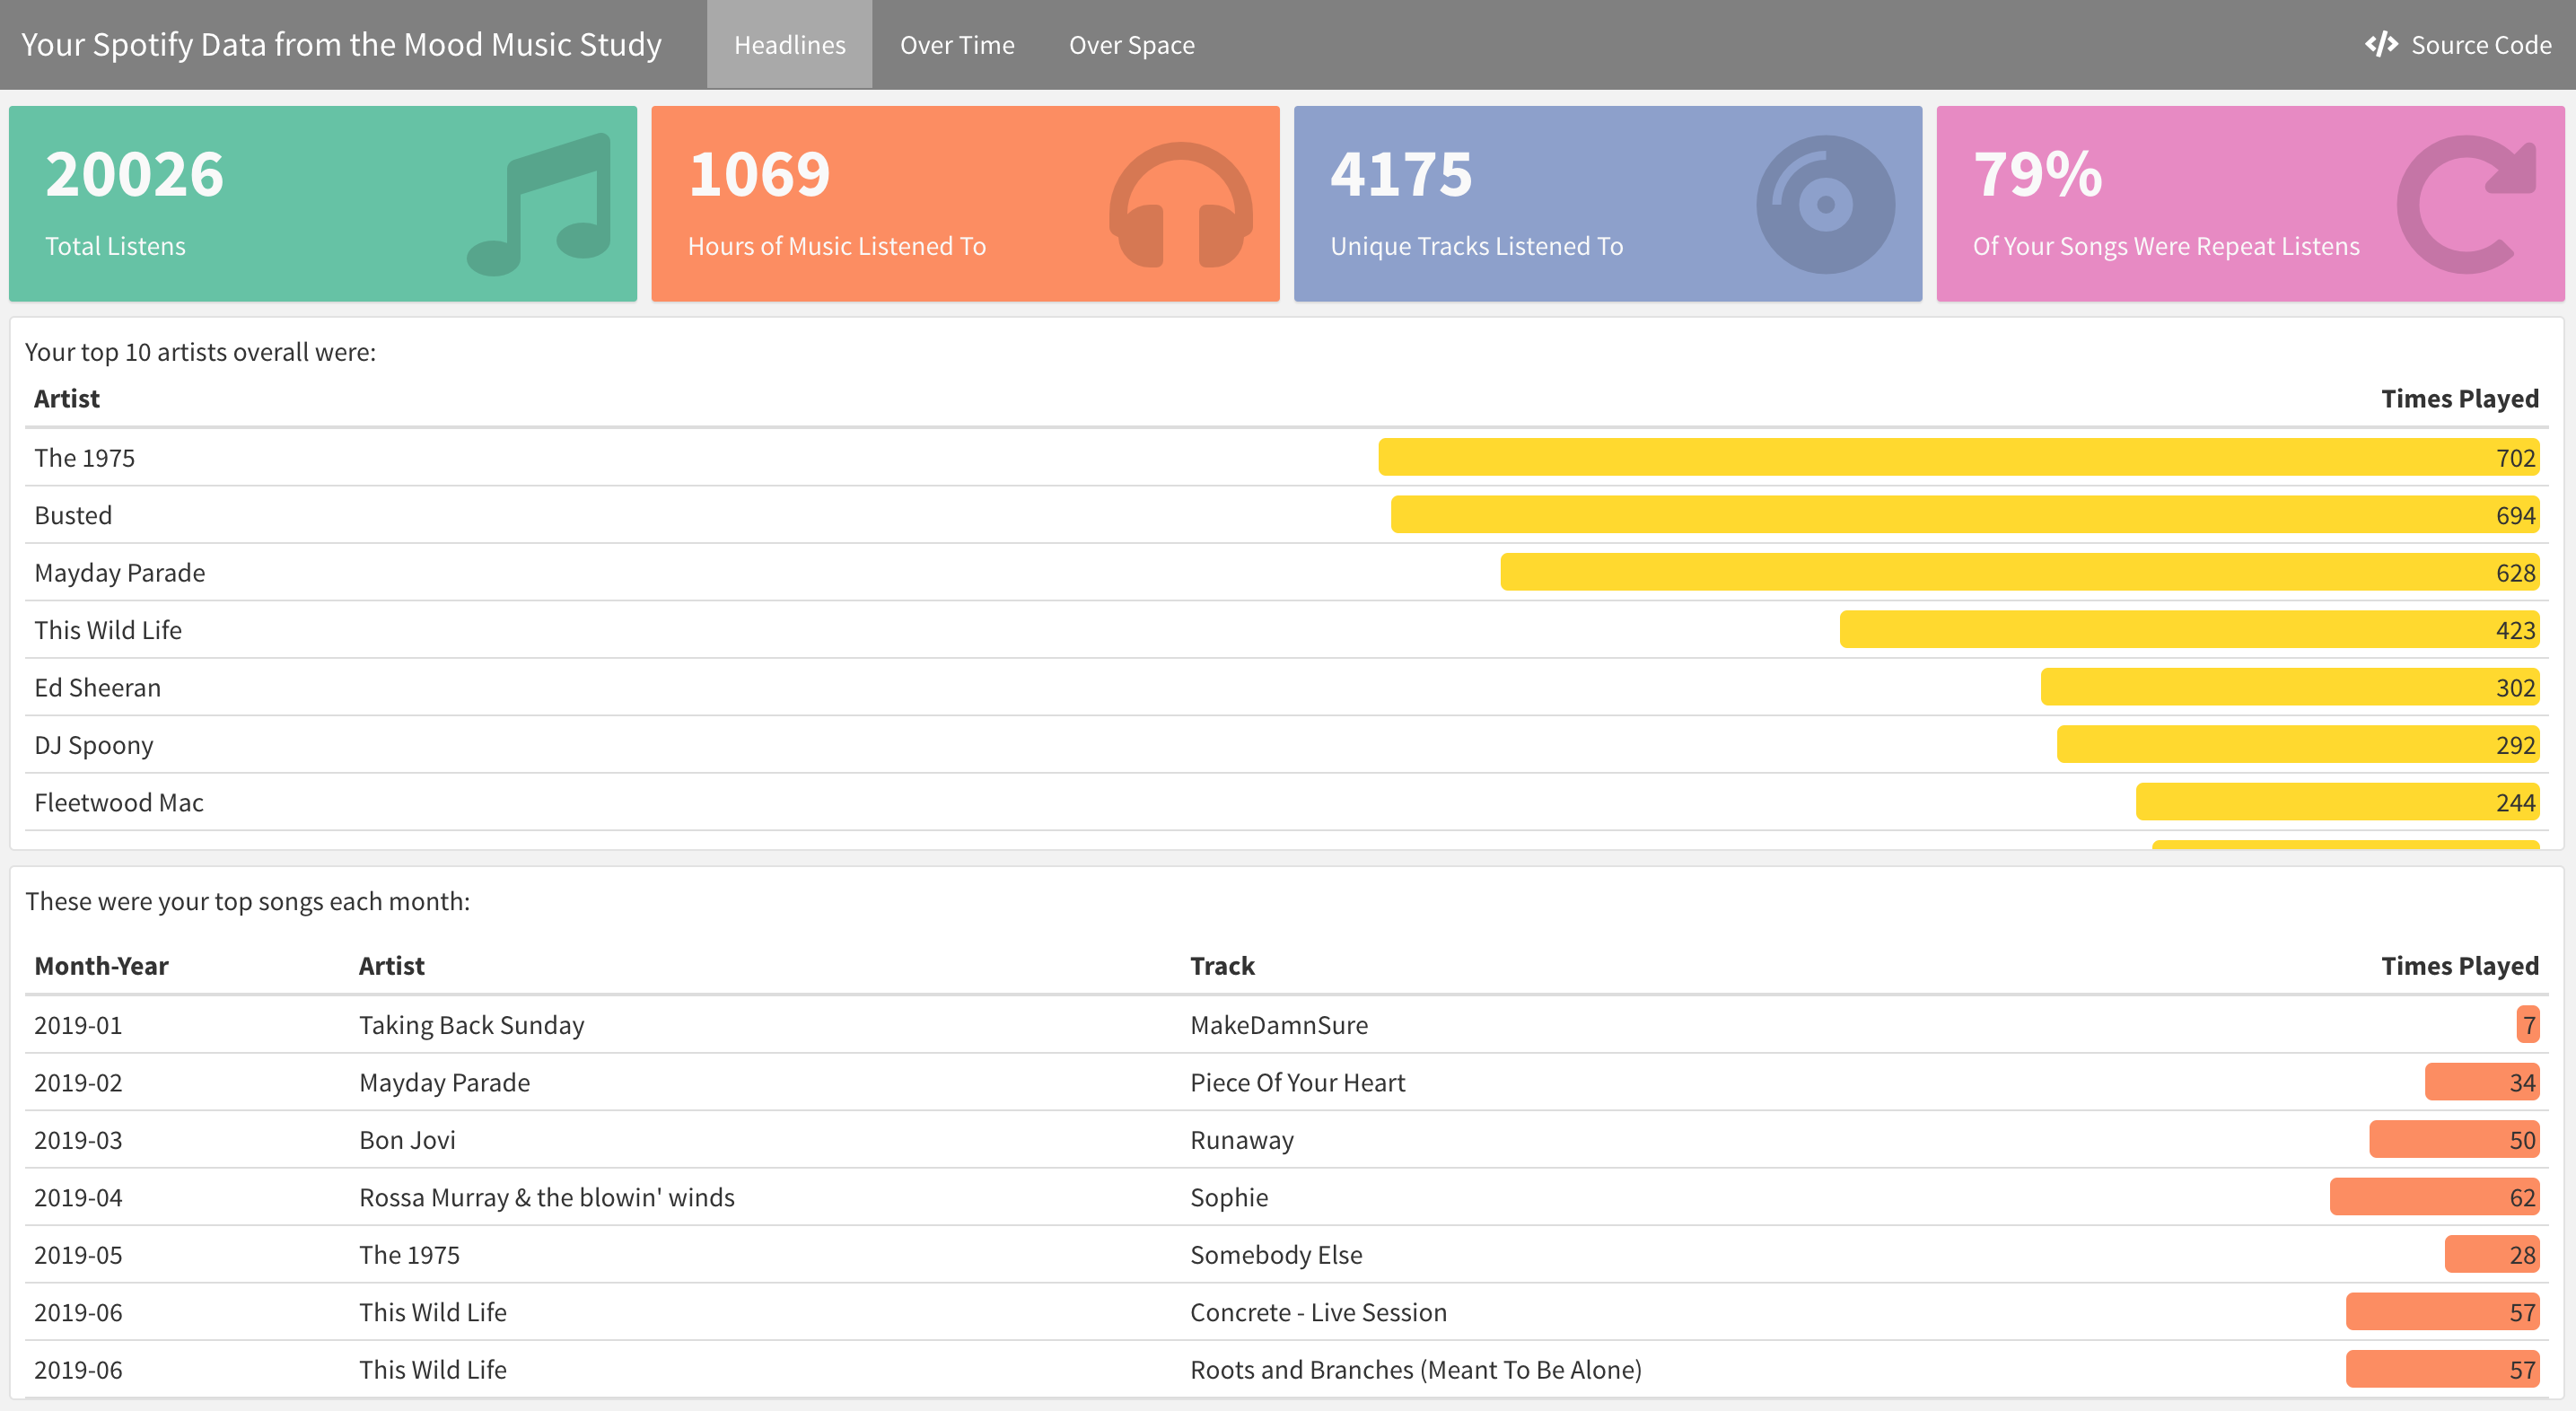 Your Spotify Data from the Mood Music Study Headlines Over Time Over Space Source Code
20026 1069 4175 79%
Total Listens Hours of Music Listened To Unique Tracks Listened To Of Your Songs Were Repeat Listens
Your top 10 artists overall were:
Artist Times Played
The 1975 702
Busted 694
Mayday Parade 628
This Wild Life 423
Ed Sheeran 302
DJ Spoony 292
Fleetwood Mac 244
These were your top songs each month:
Month-Year Artist Track Times Played
2019-01 Taking Back Sunday MakeDamnSure 7
2019-02 Mayday Parade Piece Of Your Heart 34
2019-03 Bon Jovi Runaway 50
2019-04 Rossa Murray & the blowin' winds Sophie 62
2019-05 The 1975 Somebody Else 28
2019-06 This Wild Life Concrete - Live Session 57
2019-06 This Wild Life Roots and Branches (Meant To Be Alone) 57